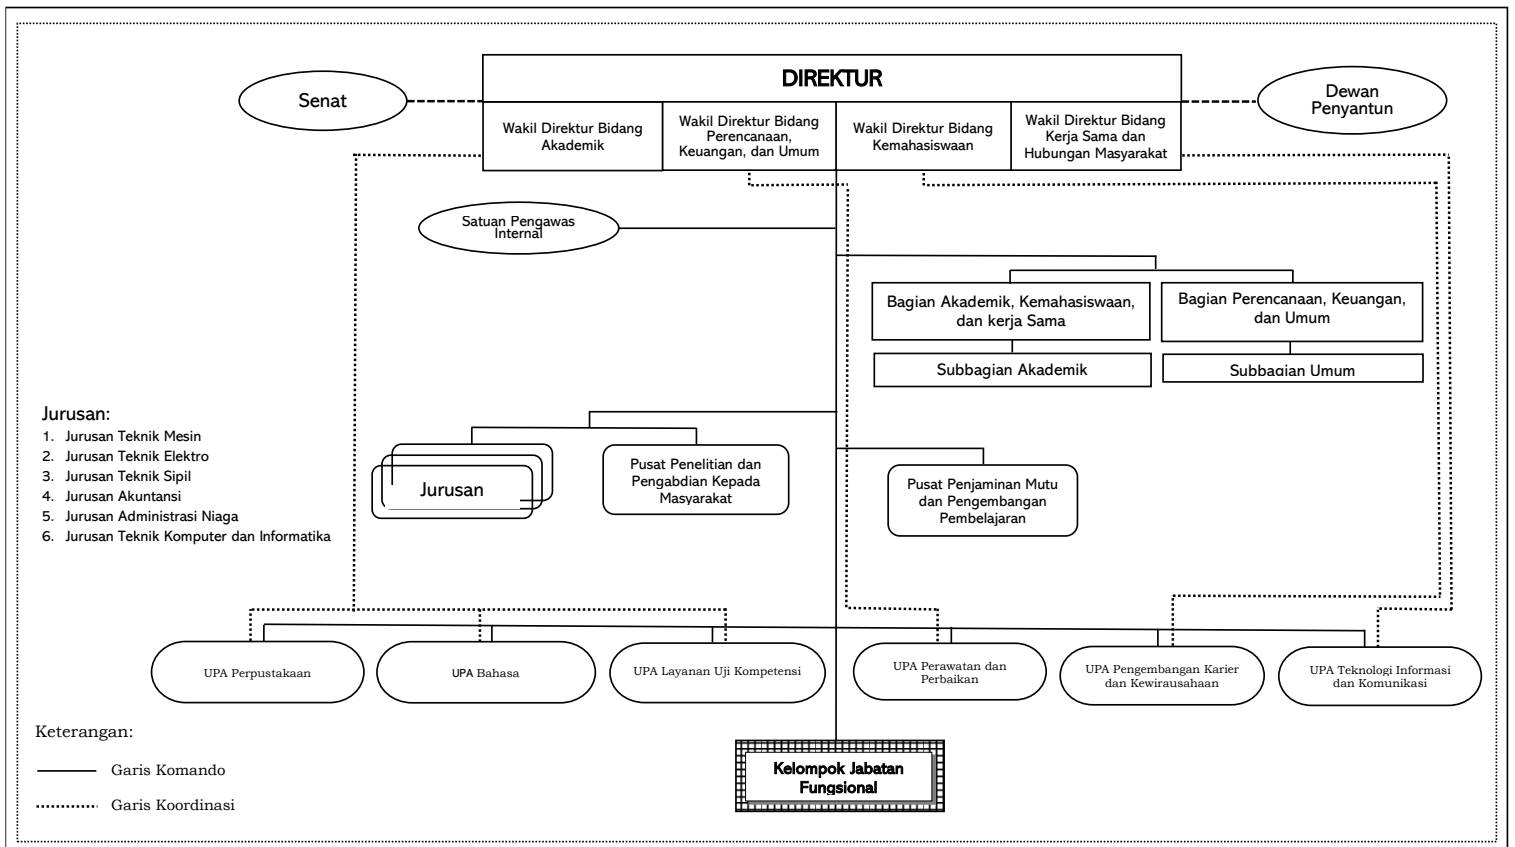 DIREKTUR
Senat
Dewan
Penyantun
Wakil Direktur Bidang
Akademik
Wakil Direktur Bidang
Perencanaan,
Keuangan, dan Umum
Wakil Direktur Bidang
Kemahasiswaan
Wakil Direktur Bidang
Kerja Sama dan
Hubungan Masyarakat
Satuan Pengawas
Internal
Bagian Akademik, Kemahasiswaan,
dan kerja Sama
Bagian Perencanaan, Keuangan,
dan Umum
Subbagian Akademik
Subbagian Umum
Jurusan:
1. Jurusan Teknik Mesin
2. Jurusan Teknik Elektro
3. Jurusan Teknik Sipil
4. Jurusan Akuntansi
5. Jurusan Administrasi Niaga
6. Jurusan Teknik Komputer dan Informatika
Jurusan
Pusat Penelitian dan
Pengabdian Kepada
Masyarakat
Pusat Penjaminan Mutu
dan Pengembangan
Pembelajaran
UPA Perpustakaan
UPA Bahasa
UPA Layanan Uji Kompetensi
UPA Perawatan dan
Perbaikan
UPA Pengembangan Karier
dan Kewirausahaan
UPA Teknologi Informasi
dan Komunikasi
Keterangan:
Garis Komando
Garis Koordinasi
Kelompok Jabatan
Fungsional